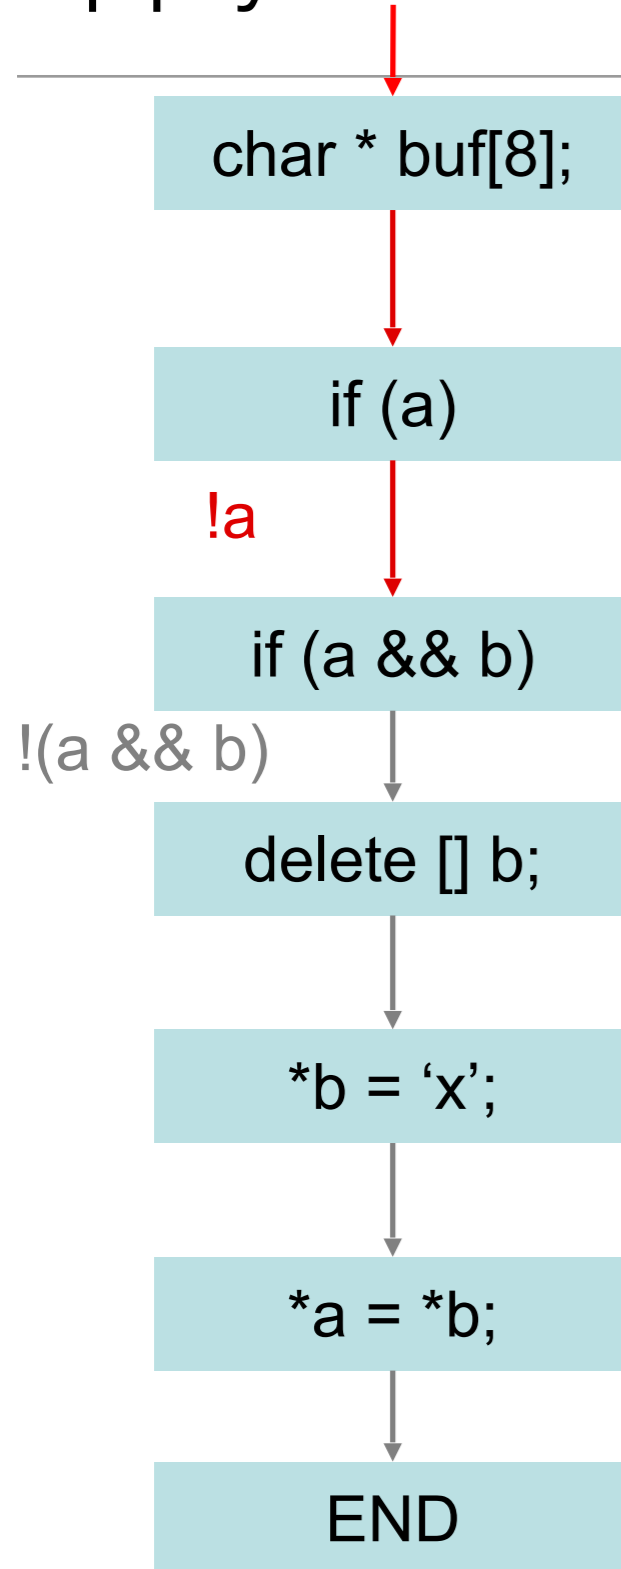 char * buf[8];
if (a)
!a
if (a && b)
!(a && b)
delete [] b;
*b = ‘x’;
*a = *b;
END